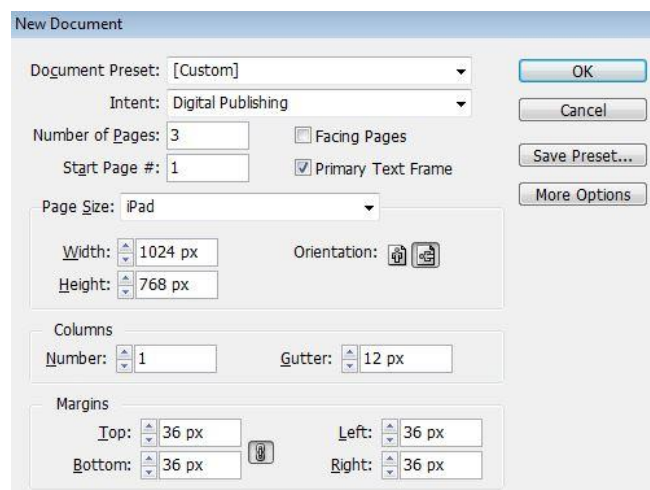 New Document
Document Preset: [Custom]
OK
Intent: Digital Publishing
Cancel
Number of Pages: 3 Facing Pages
Save Preset...
Start Page #: 1 Primary Text Frame
More Options
Page Size: iPad
Width: 1024 px Orientation:
Height: 768 px
Columns
Number: 1 Gutter: 12 px
Margins
Top: 36 px Left: 36 px
Bottom: 36 px Right: 36 px